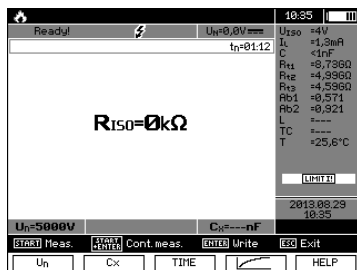 10:35
Ready! UN=0,0V
tn=01:12
RISO=0kΩ
UISO =4V
IL =1,3mA
C <1nF
Rt1 =8,736Ω
Rt2 =4,996Ω
Rt3 =4,596Ω
Ab1 =0,571
Ab2 =0,921
L =---
TC =---
T =25,6°C
LIMIT I!
2013.08.29
10:35
Un=5000V Cx=---nF
START Meas. START +ENTER Cont.meas. ENTER Write ESC Exit
Un Cx TIME HELP